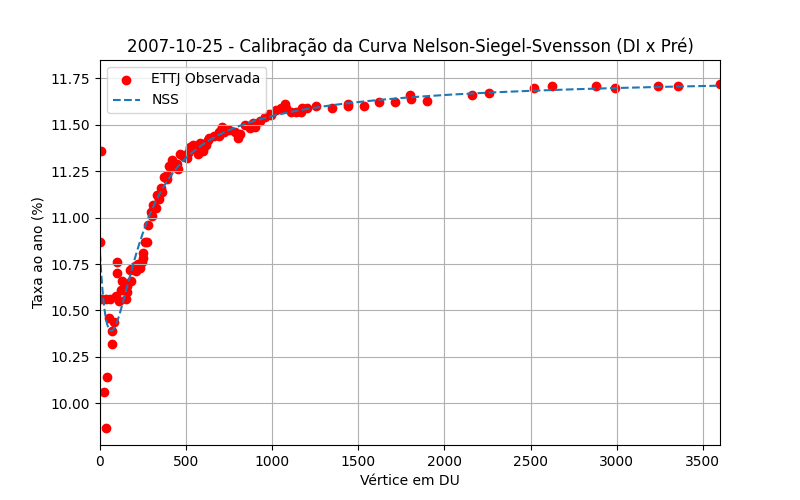 2007-10-25 - Calibração da Curva Nelson-Siegel-Svensson (DI x Pré)
ETTJ Observada
NSS
Taxa ao ano (%)
11.75
11.50
11.25
11.00
10.75
10.50
10.25
10.00
0 500 1000 1500 2000 2500 3000 3500
Vértice em DU